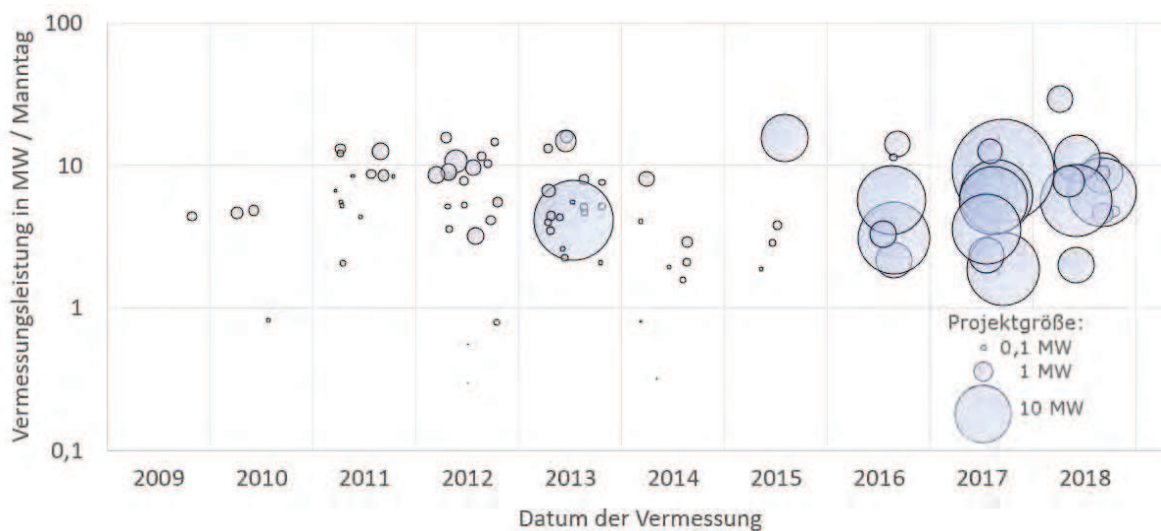 Vermessungsleistung in MW / Manntag
100
10
1
0,1
Projektgröße:
0,1 MW
1 MW
10 MW
2009 2010 2011 2012 2013 2014 2015 2016 2017 2018
Datum der Vermessung